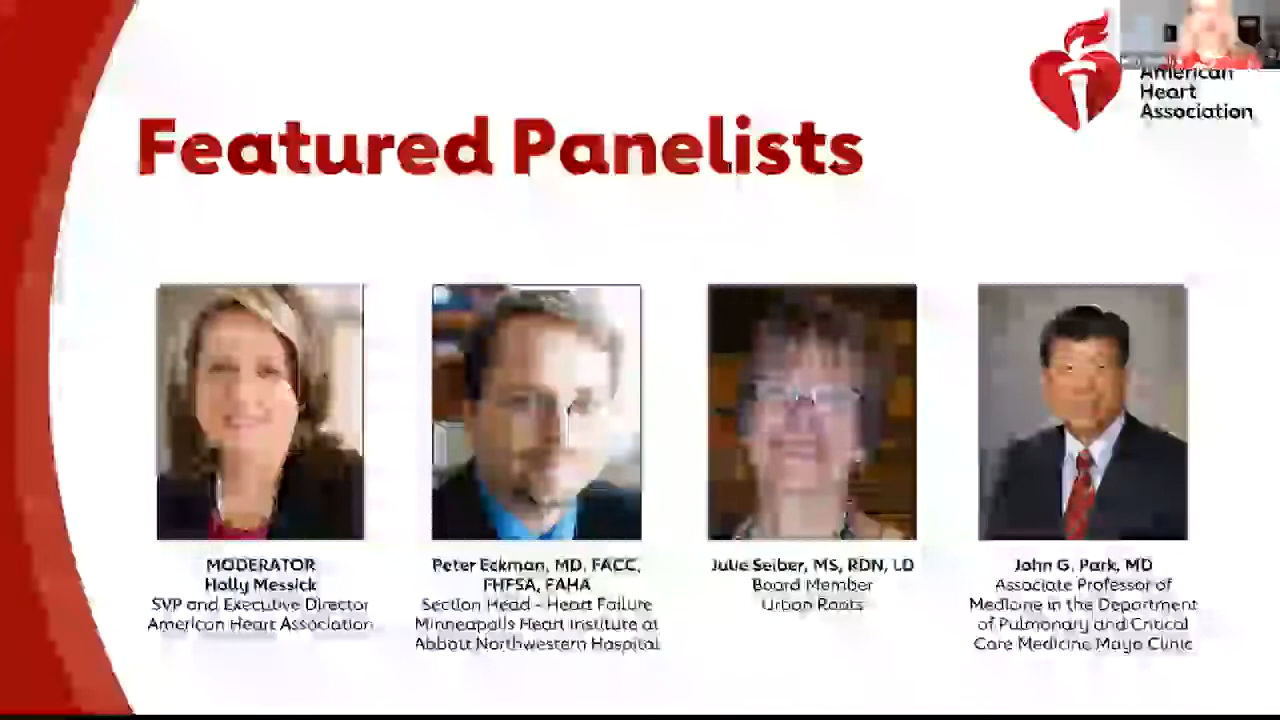 American
Heart
Association
Featured Panelists
MODERATOR
Holly Messick
SVP and Executive Director
American Heart Association
Peter Eckman, MD, FACC,
FHFSA, FAHA
Section Head - Heart Failure
Minneapolis Heart Institute at
Abbott Northwestern Hospital
Julie Seiber, MS, RDN, LD
Board Member
Urban Roots
John G. Park, MD
Associate Professor of
Medicine in the Department
of Pulmonary and Critical
Care Medicine Mayo Clinic